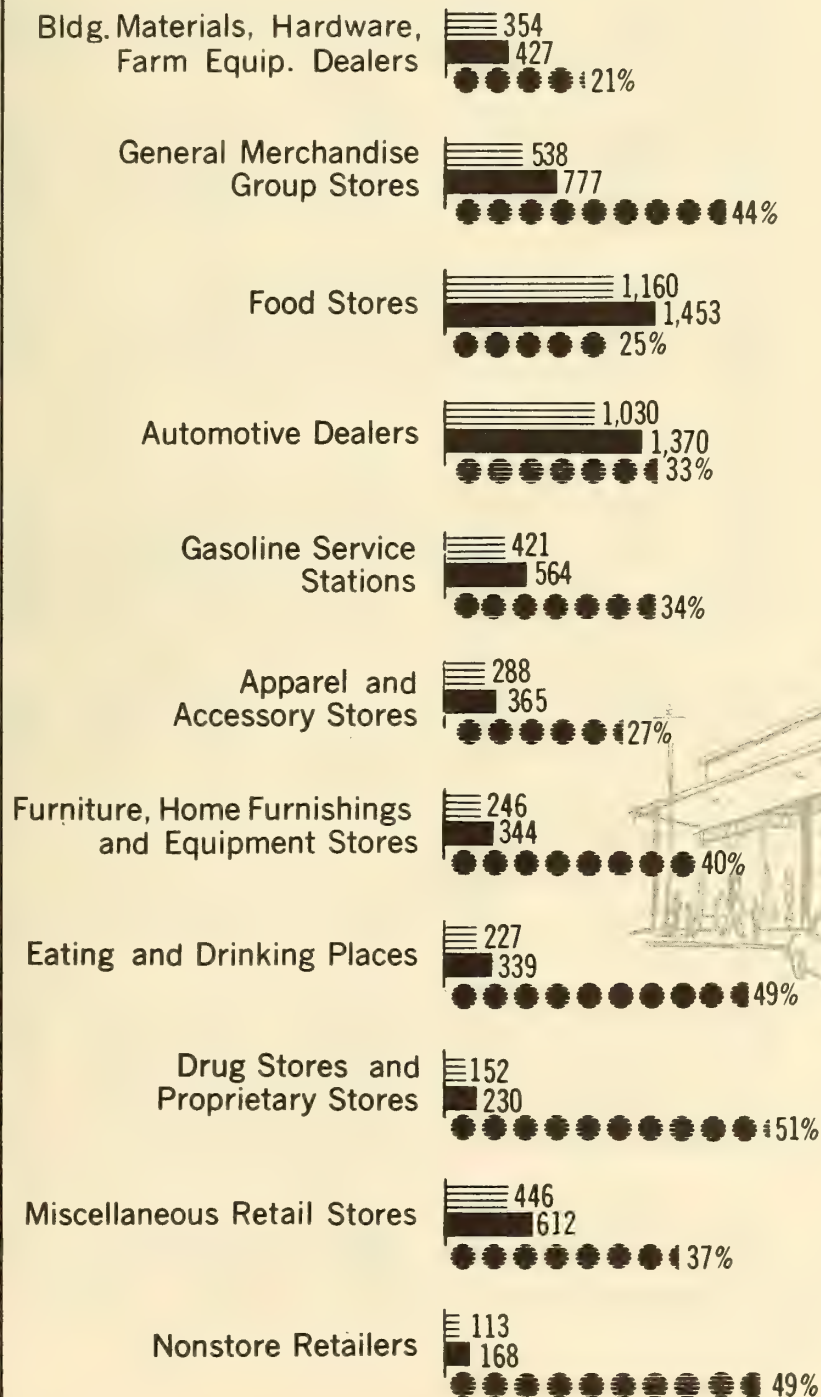 Bldg. Materials, Hardware,
Farm Equip. Dealers
354
427
21%
General Merchandise
Group Stores
538
777
44%
Food Stores
1,160
1,453
25%
Automotive Dealers
1,030
1,370
33%
Gasoline Service
Stations
421
564
34%
Apparel and
Accessory Stores
288
365
27%
Furniture, Home Furnishings
and Equipment Stores
246
344
40%
Eating and Drinking Places
227
339
49%
Drug Stores and
Proprietary Stores
152
230
51%
Miscellaneous Retail Stores
446
612
37%
Nonstore Retailers
113
168
49%